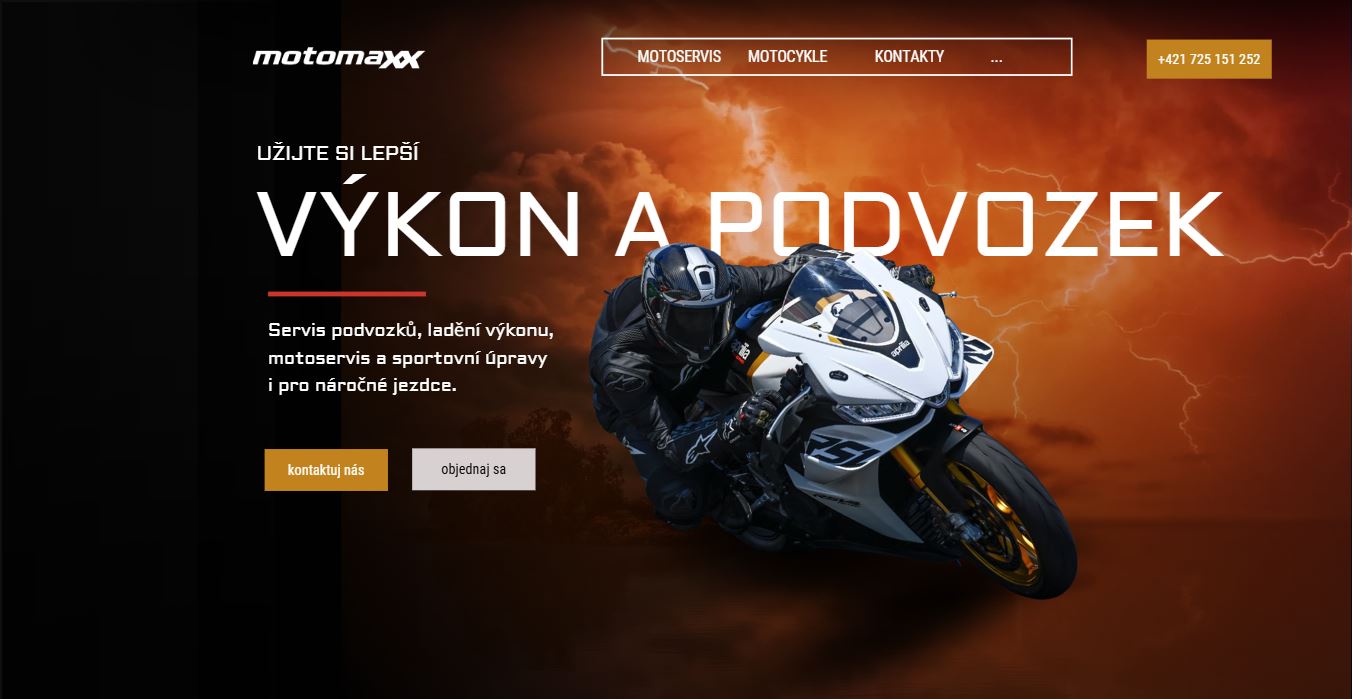 motomaxx
MOTOSERVIS MOTOCYKLE KONTAKTY ...
+421 725 151 252
UŽIJTE SI LEPŠÍ
VÝKON A PODVOZEK
Servis podvozků, ladění výkonu,
motoservis a sportovní úpravy
i pro náročné jezdce.
kontaktuj nás
objednaj sa
aprilia